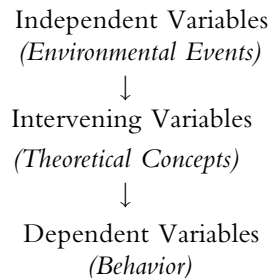 Independent Variables
(Environmental Events)
↓
Intervening Variables
(Theoretical Concepts)
↓
Dependent Variables
(Behavior)